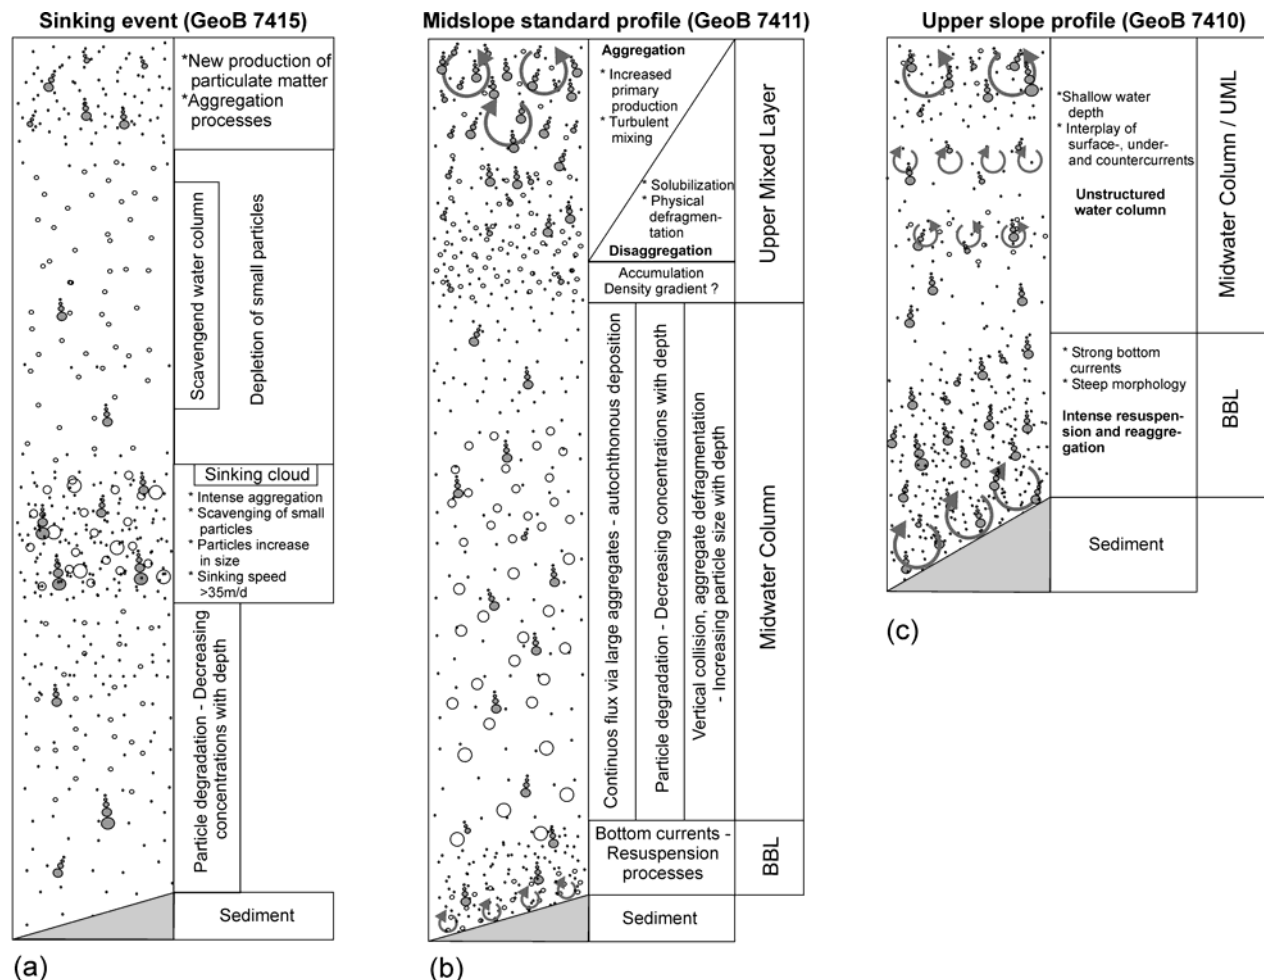 Sinking event (GeoB 7415)
*New production of
particulate matter
*Aggregation
processes
Scavengend water column
Depletion of small particles
Sinking cloud
* Intense aggregation
* Scavenging of small
particles
* Particles increase
in size
* Sinking speed
>35m/d
Particle degradation - Decreasing
concentrations with depth
Sediment
(a)
Midslope standard profile (GeoB 7411)
Aggregation
* Increased
primary
production
* Turbulent
mixing
* Solubilization
* Physical
defragmen-
tation
Disaggregation
Accumulation
Density gradient ?
Upper Mixed Layer
Continuos flux via large aggregates - autochthonous deposition
Particle degradation - Decreasing concentrations with depth
Vertical collision, aggregate defragmentation
- Increasing particle size with depth
Midwater Column
Bottom currents -
Resuspension
processes
BBL
Sediment
(b)
Upper slope profile (GeoB 7410)
*Shallow water
depth
* Interplay of
surface-, under-
and countercurrents
Unstructured
water column
Midwater Column / UML
* Strong bottom
currents
* Steep morphology
Intense resuspen-
sion and reaggre-
gation
BBL
Sediment
(c)